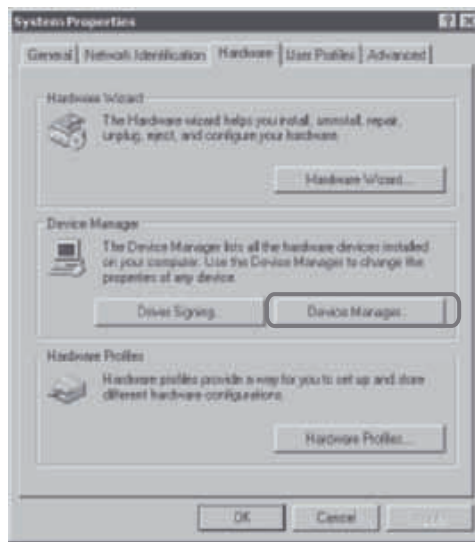 System Properties
General Network Identification Hardware User Profiles Advanced
Hardware Wizard
The Hardware wizard helps you install, uninstall, repair,
unplug, eject, and configure your hardware.
Hardware Wizard...
Device Manager
The Device Manager lists all the hardware devices installed
on your computer. Use the Device Manager to change the
properties of any device.
Driver Signing... Device Manager...
Hardware Profiles
Hardware profiles provide a way for you to set up and store
different hardware configurations.
Hardware Profiles...
OK Cancel